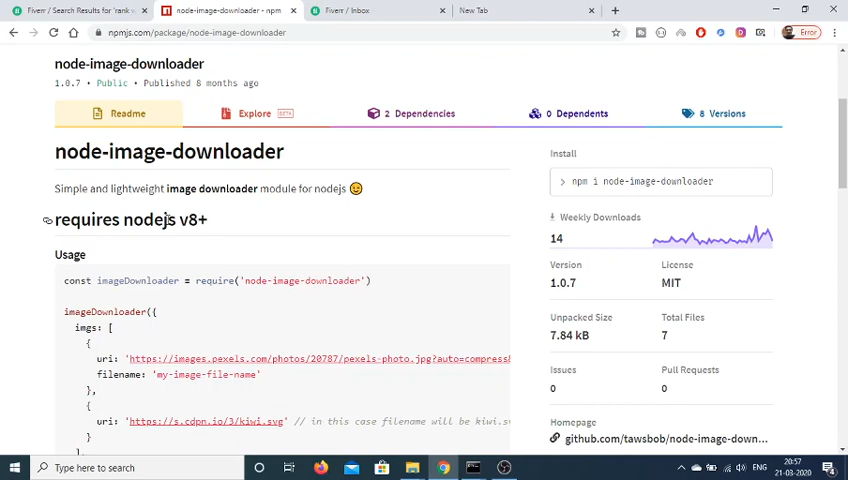 Fiverr / Search Results for 'rank w
node-image-downloader - npm
Fiverr / Inbox
New Tab
npmjs.com/package/node-image-downloader
Error
node-image-downloader
1.0.7 • Public • Published 8 months ago
Readme
Explore BETA
2 Dependencies
0 Dependents
8 Versions
node-image-downloader
Simple and lightweight image downloader module for nodejs 😉
requires nodejs v8+
Usage
const imageDownloader = require('node-image-downloader')
imageDownloader({
imgs: [
{
uri: 'https://images.pexels.com/photos/20787/pexels-photo.jpg?auto=compress&
filename: 'my-image-file-name'
},
{
uri: 'https://s.cdpn.io/3/kiwi.svg' // in this case filename will be kiwi.sv
}
],
Install
> npm i node-image-downloader
Weekly Downloads
14
Version
1.0.7
License
MIT
Unpacked Size
7.84 kB
Total Files
7
Issues
0
Pull Requests
0
Homepage
github.com/tawsbob/node-image-down...
Type here to search
ENG
20:57
21-03-2020